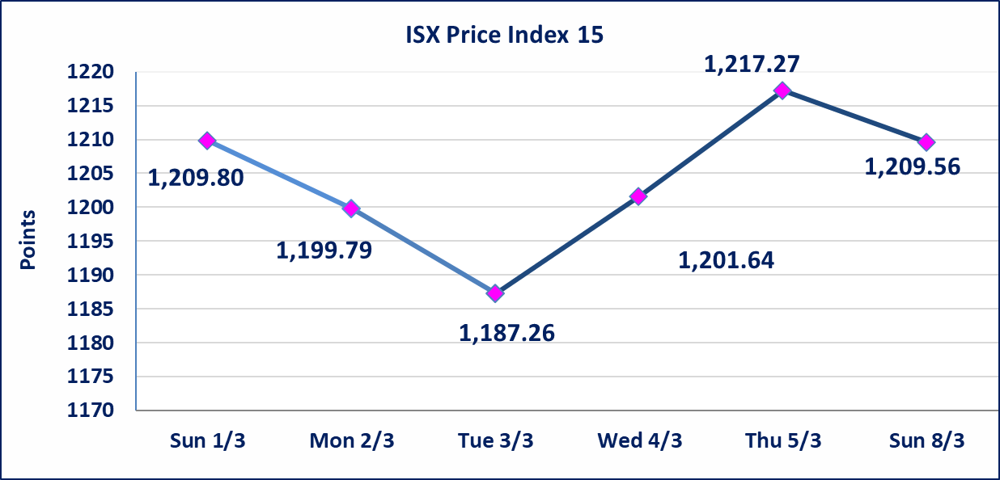 ISX Price Index 15
Points
1220
1215
1210
1205
1200
1195
1190
1185
1180
1175
1170
1,209.80
1,199.79
1,187.26
1,201.64
1,217.27
1,209.56
Sun 1/3
Mon 2/3
Tue 3/3
Wed 4/3
Thu 5/3
Sun 8/3